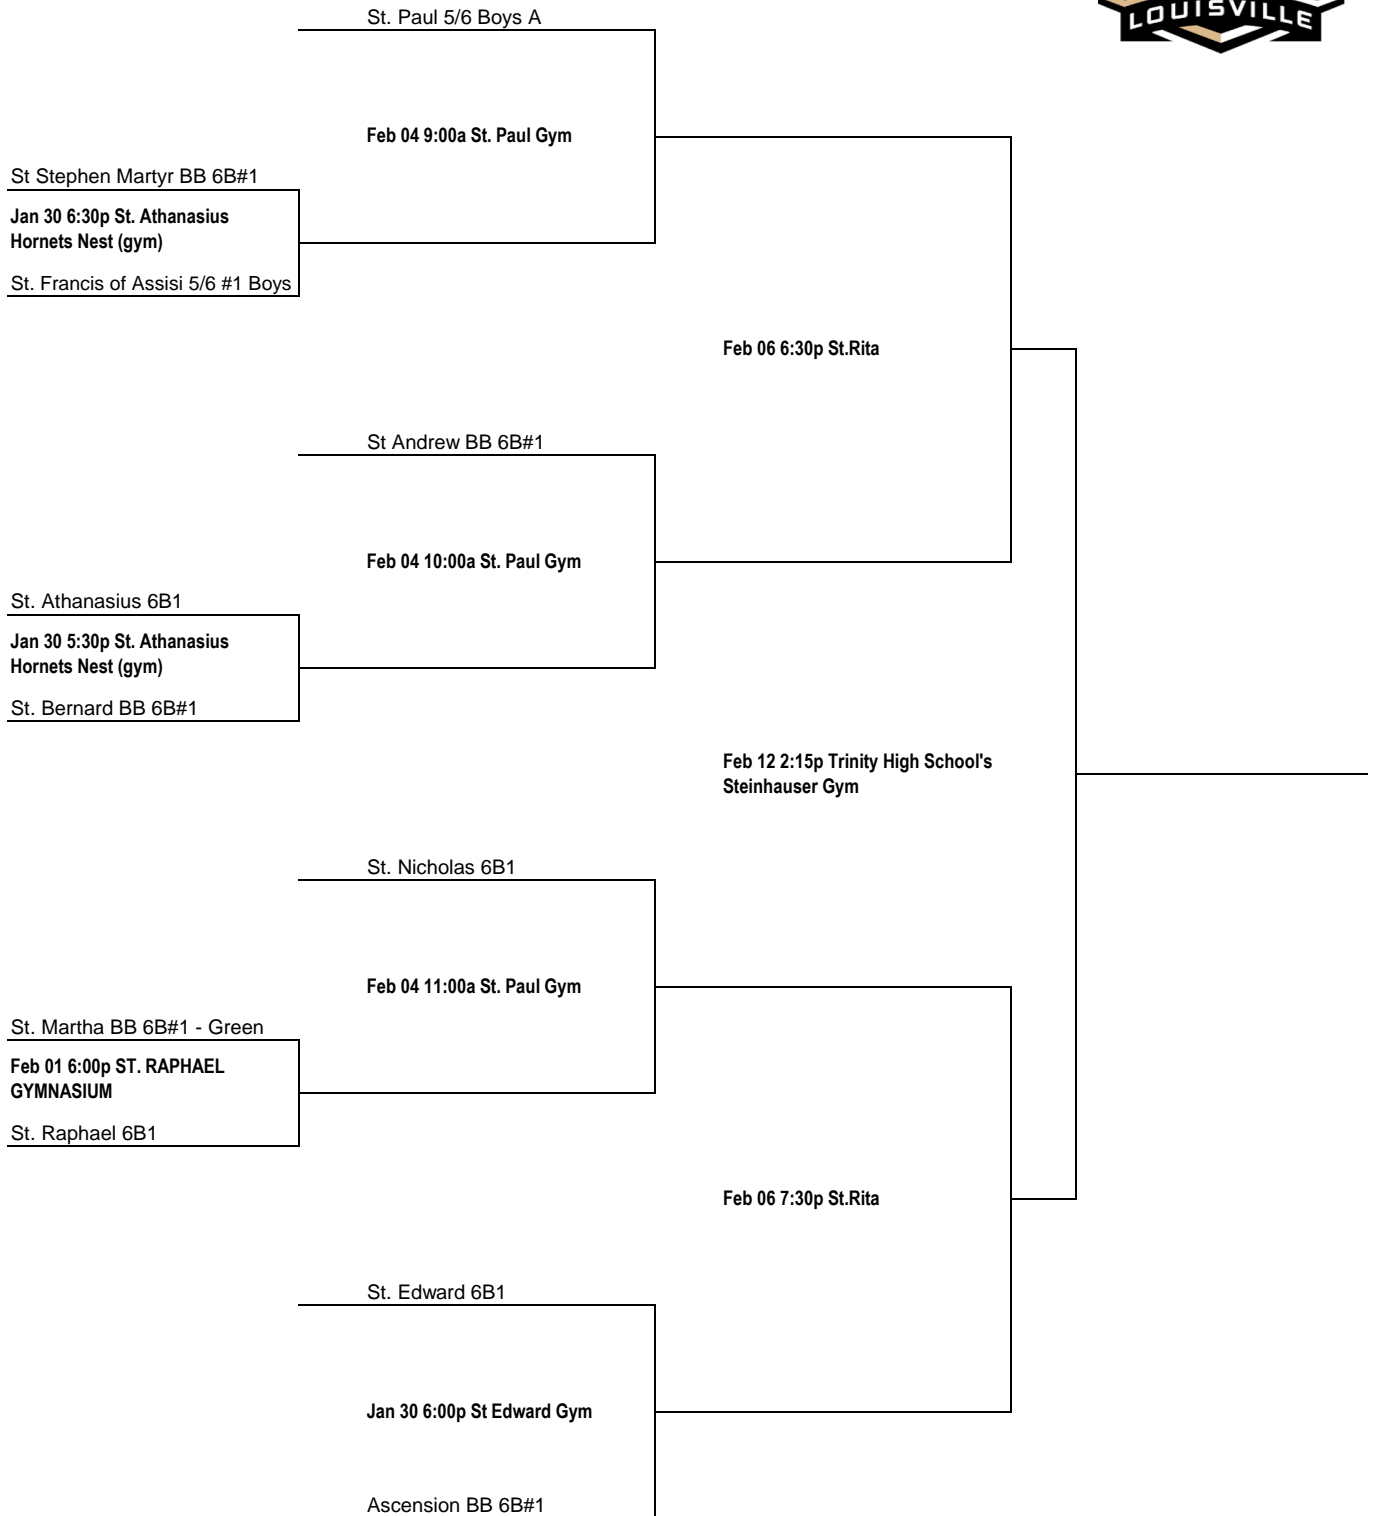 LOUISVILLE
St. Paul 5/6 Boys A
Feb 04 9:00a St. Paul Gym
St Stephen Martyr BB 6B#1
Jan 30 6:30p St. Athanasius
Hornets Nest (gym)
St. Francis of Assisi 5/6 #1 Boys
Feb 06 6:30p St.Rita
St Andrew BB 6B#1
Feb 04 10:00a St. Paul Gym
St. Athanasius 6B1
Jan 30 5:30p St. Athanasius
Hornets Nest (gym)
St. Bernard BB 6B#1
Feb 12 2:15p Trinity High School's
Steinhauser Gym
St. Nicholas 6B1
Feb 04 11:00a St. Paul Gym
St. Martha BB 6B#1 - Green
Feb 01 6:00p ST. RAPHAEL
GYMNASIUM
St. Raphael 6B1
Feb 06 7:30p St.Rita
St. Edward 6B1
Jan 30 6:00p St Edward Gym
Ascension BB 6B#1